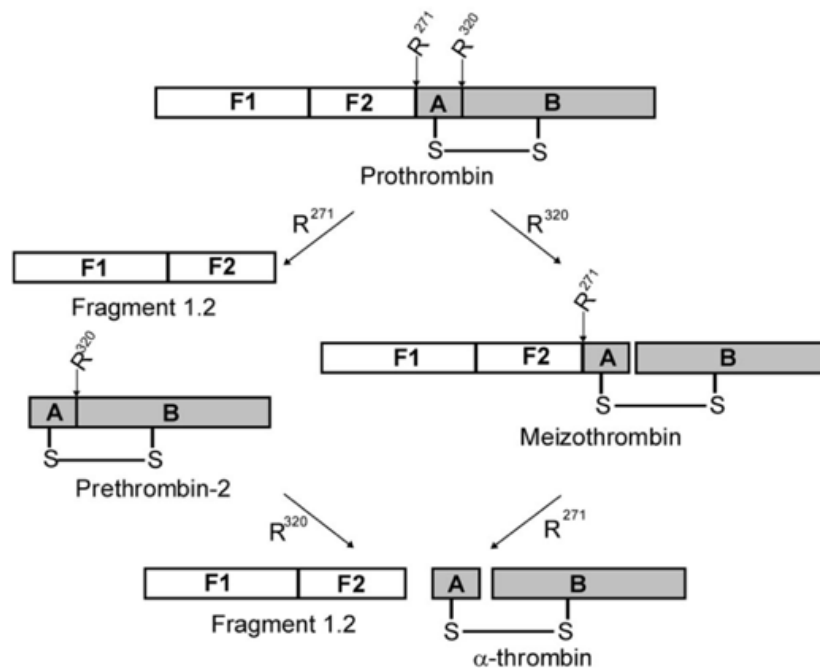 R271 R320
F1 F2 A B
S S
Prothrombin
R271 R320
F1 F2
Fragment 1.2
R271
R320
F1 F2 A B
A B
S S
Meizothrombin
S S
Prethrombin-2
R320 R271
F1 F2 A B
Fragment 1.2
S S
α-thrombin